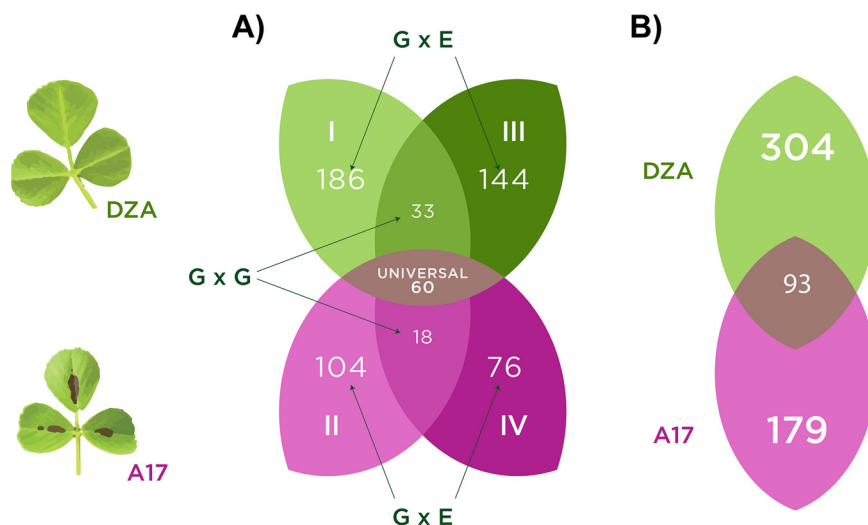 A)
B)
G x E
I
III
186
144
33
DZA
G x G
UNIVERSAL
60
18
104
76
II
IV
A17
G x E
304
DZA
93
A17
179